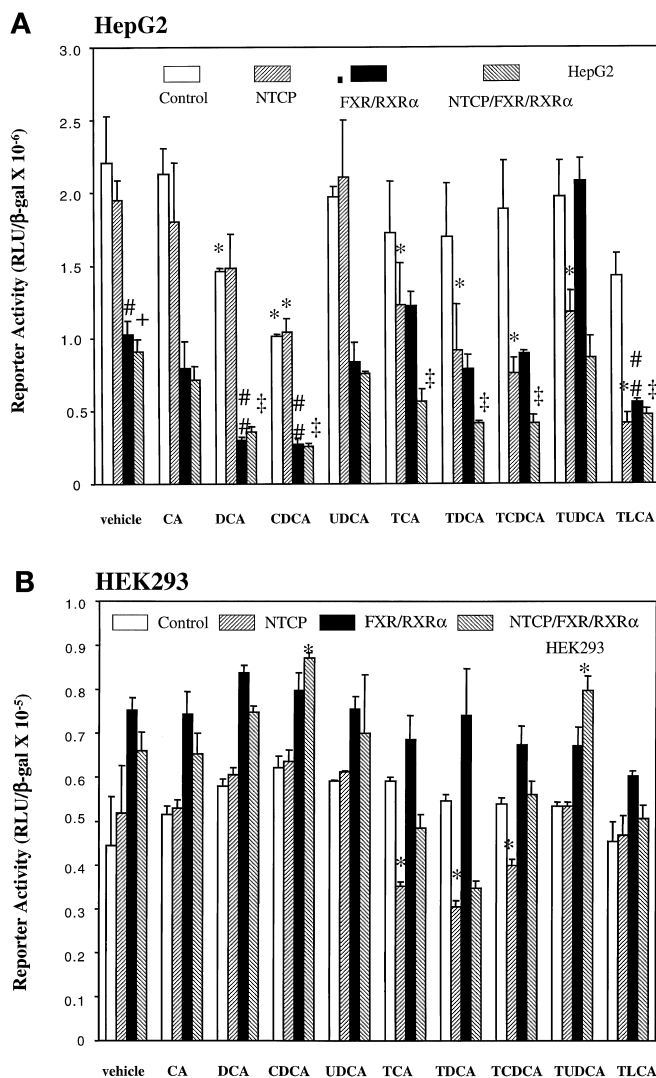 A HepG2
3.0
2.5
2.0
1.5
1.0
0.5
0
Reporter Activity (RLU/β-gal X 10-6)
Control NTCP FXR/RXRα NTCP/FXR/RXRα HepG2
* * * * * * * *
# + # # # # # #
‡ ‡ ‡ ‡ ‡ ‡
vehicle CA DCA CDCA UDCA TCA TDCA TCDCA TUDCA TLCA
B HEK293
1.0
0.9
0.8
0.7
0.6
0.5
0.4
0.3
0.2
0.1
0
Reporter Activity (RLU/β-gal X 10-5)
Control NTCP FXR/RXRα NTCP/FXR/RXRα
HEK293
* * * * *
vehicle CA DCA CDCA UDCA TCA TDCA TCDCA TUDCA TLCA